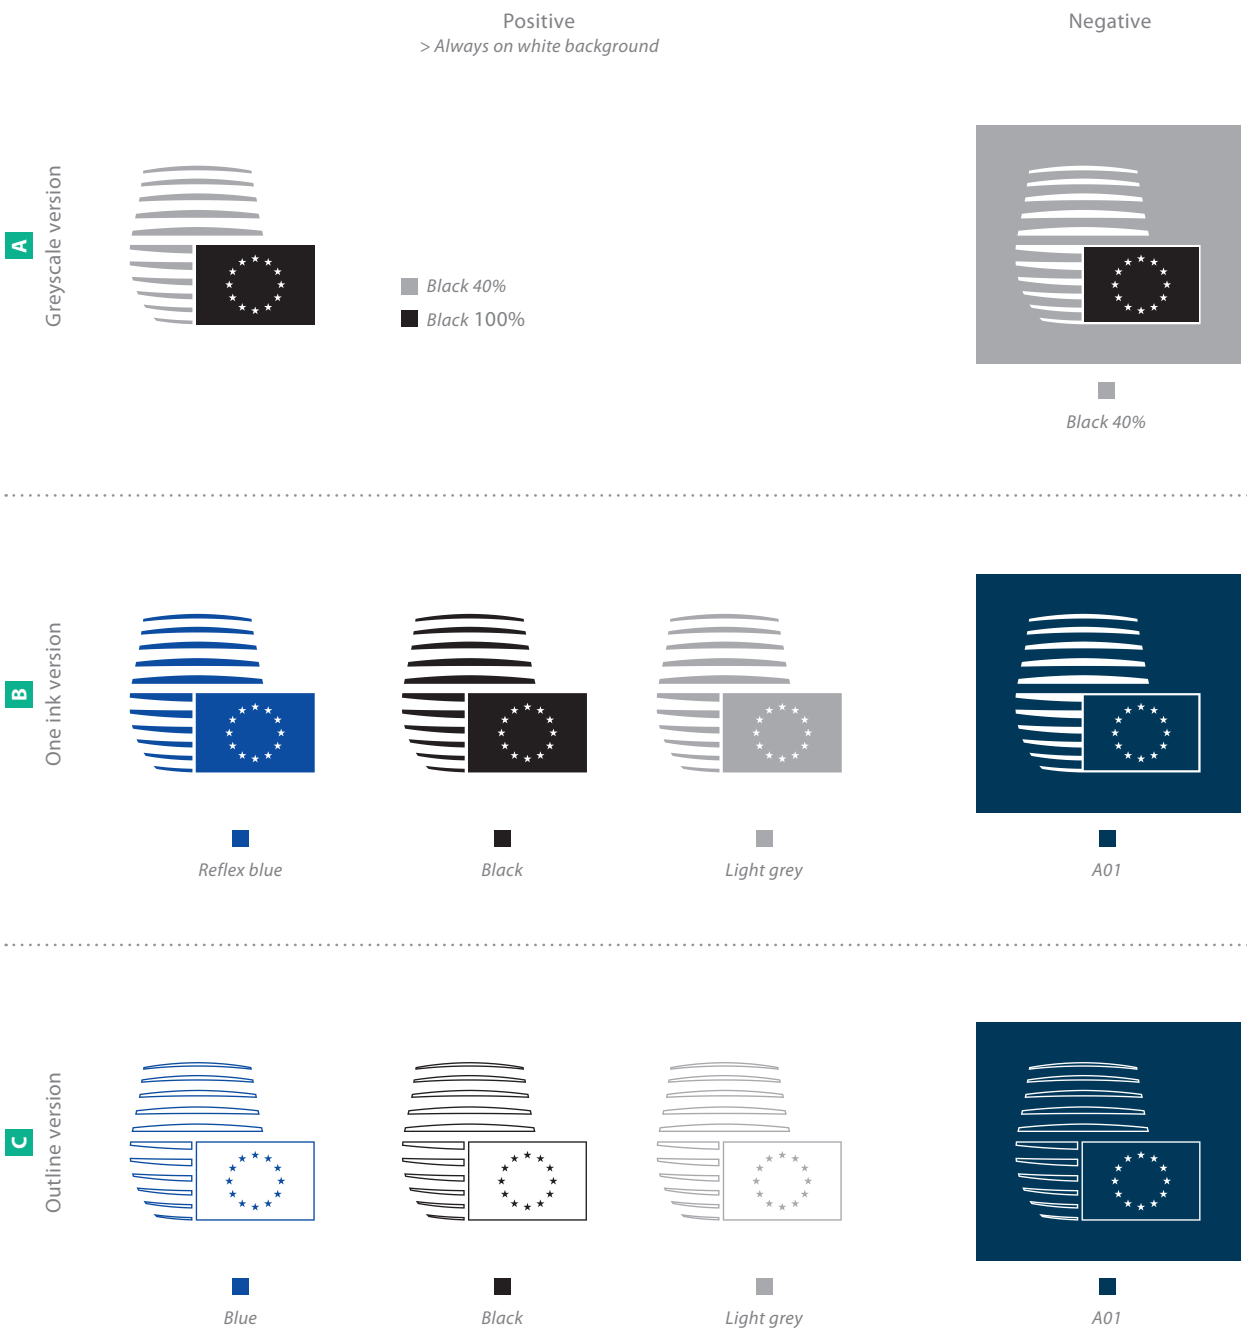 Positive
> Always on white background
Negative
A
Greyscale version
Black 40%
Black 100%
Black 40%
B
One ink version
Reflex blue
Black
Light grey
A01
C
Outline version
Blue
Black
Light grey
A01